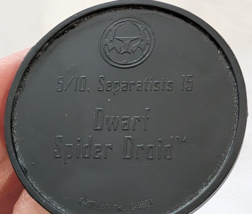 5/10. Separatists 15
Dwarf
Spider Droid™